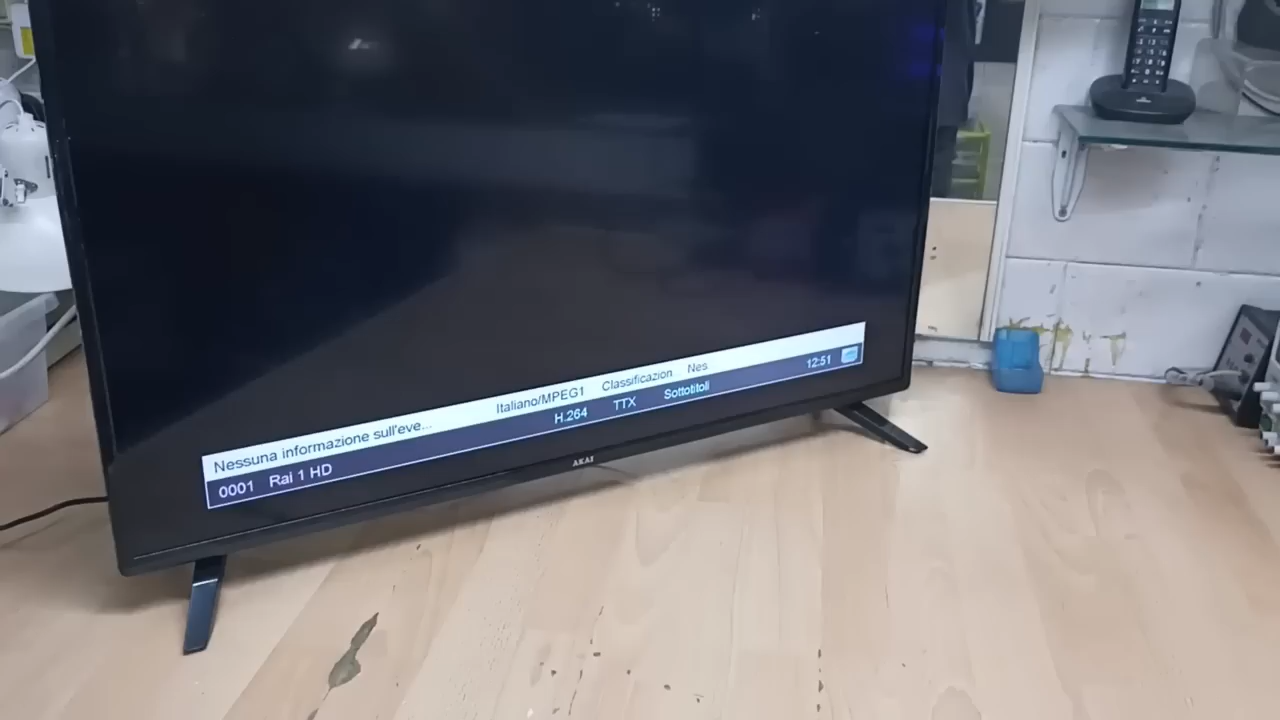 Nessuna informazione sull'eve... Italiano/MPEG1 Classificazion Nes
0001 Rai 1 HD H.264 TTX Sottotitoli 12:51
AKAI